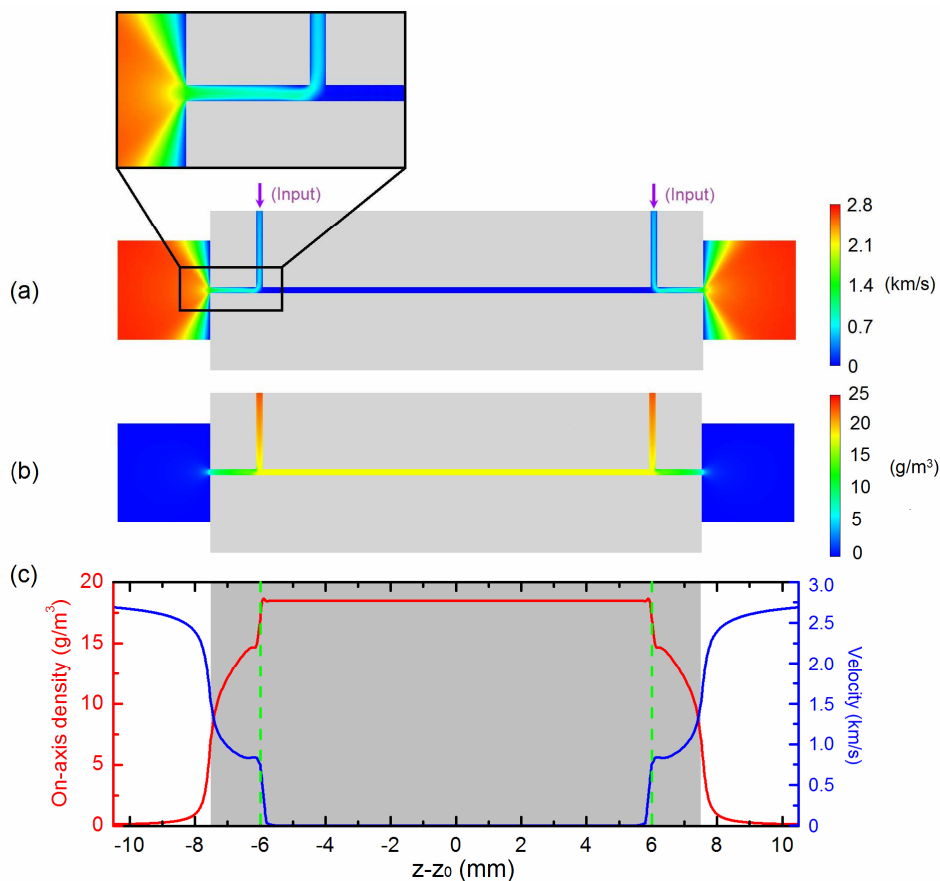 (Input)
(Input)
(a)
2.8
2.1
1.4
0.7
0
(km/s)
(b)
25
20
15
10
5
0
(g/m³)
(c)
On-axis density (g/m³)
20
15
10
5
0
3.0
2.5
2.0
1.5
1.0
0.5
0
Velocity (km/s)
-10 -8 -6 -4 -2 0 2 4 6 8 10
z-z₀ (mm)